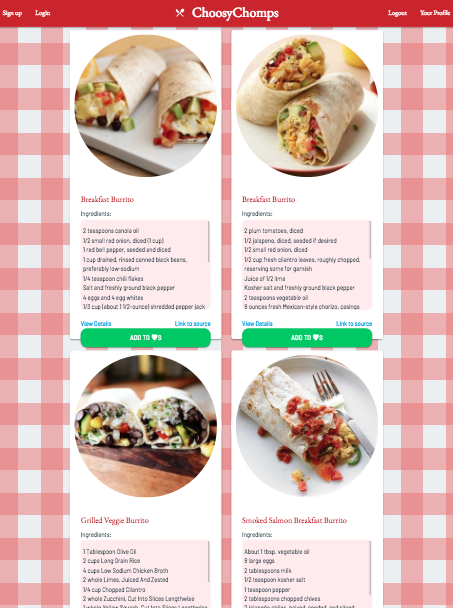 Sign up Login ChoosyChomps Logout Your Profile
Breakfast Burrito
Ingredients:
2 teaspoons canola oil
1/2 small red onion, diced (1 cup)
1 red bell pepper, seeded and diced
1 cup drained, rinsed canned black beans,
preferably low-sodium
1/4 teaspoon chili flakes
Salt and freshly ground black pepper
4 eggs and 4 egg whites
1/3 cup (about 1 1/2-ounce) shredded pepper jack
View Details Link to source
ADD TO S
Breakfast Burrito
Ingredients:
2 plum tomatoes, diced
1/2 jalapeno, diced, seeded if desired
1/2 small red onion, diced
1/2 cup fresh cilantro leaves, roughly chopped,
reserving some for garnish
Juice of 1/2 lime
Kosher salt and freshly ground black pepper
2 teaspoons vegetable oil
8 ounces fresh Mexican-style chorizo, casings
View Details Link to source
ADD TO S
Grilled Veggie Burrito
Ingredients:
1 Tablespoon Olive Oil
2 cups Long Grain Rice
4 cups Low Sodium Chicken Broth
2 whole Limes, Juiced And Zested
1/4 cup Chopped Cilantro
2 whole Zucchini, Cut Into Slices Lengthwise
Smoked Salmon Breakfast Burrito
Ingredients:
About 1 tbsp. vegetable oil
8 large eggs
2 tablespoons milk
1/2 teaspoon kosher salt
1 teaspoon pepper
2 tablespoons chopped chives